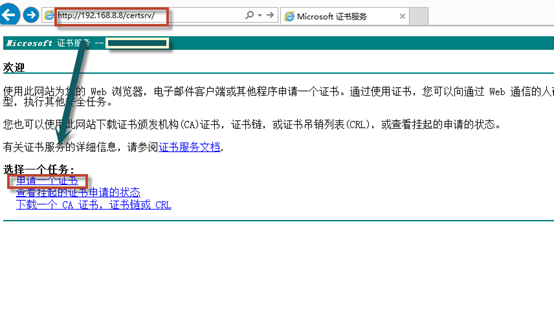 http://192.168.8.8/certsrv/
Microsoft 证书服务
Microsoft 证书服务 --
欢迎
使用此网站为您的 Web 浏览器，电子邮件客户端或其他程序申请一个证书。通过使用证书，您可以向通过 Web 通信的人
型，执行其他安全任务。
您也可以使用此网站下载证书颁发机构(CA)证书，证书链，或证书吊销列表(CRL)，或查看挂起的申请的状态。
有关证书服务的详细信息，请参阅证书服务文档.
选择一个任务:
申请一个证书
查看挂起的证书申请的状态
下载一个 CA 证书，证书链或 CRL